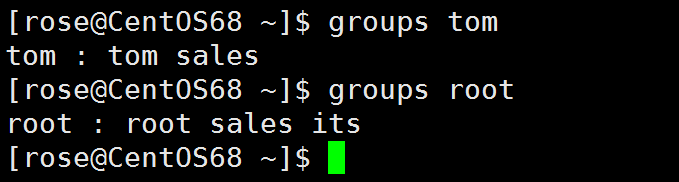 [rose@CentOS68 ~]$ groups tom
tom : tom sales
[rose@CentOS68 ~]$ groups root
root : root sales its
[rose@CentOS68 ~]$